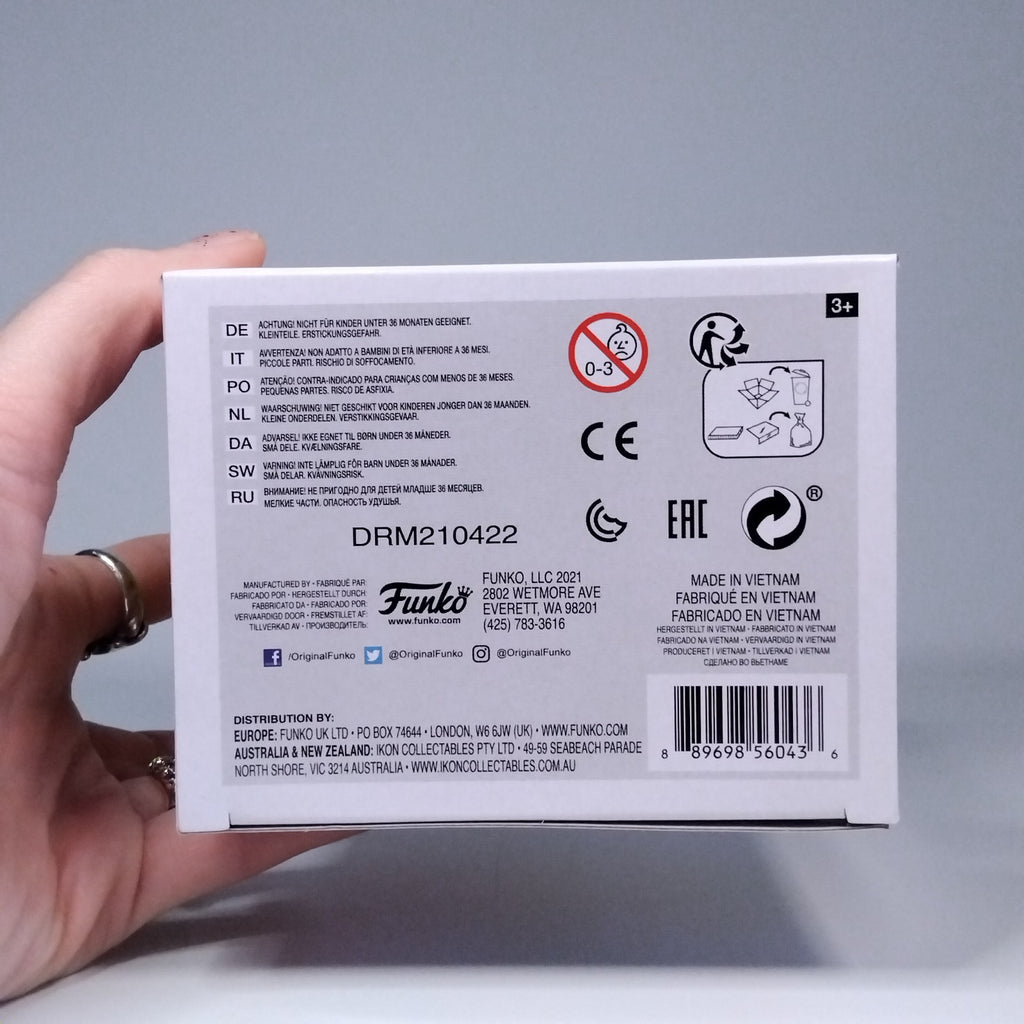 3+
DE ACHTUNG! NICHT FÜR KINDER UNTER 36 MONATEN GEEIGNET.
KLEINTEILE. ERSTICKUNGSGEFAHR.
IT AVVERTENZA! NON ADATTO A BAMBINI DI ETÀ INFERIORE A 36 MESI.
PICCOLE PARTI. RISCHIO DI SOFFOCAMENTO.
PO ATENÇÃO! CONTRA-INDICADO PARA CRIANÇAS COM MENOS DE 36 MESES.
PEQUENAS PARTES. RISCO DE ASFIXIA.
NL WAARSCHUWING! NIET GESCHIKT VOOR KINDEREN JONGER DAN 36 MAANDEN.
KLEINE ONDERDELEN. VERSTIKKINGSGEVAAR.
DA ADVARSEL! IKKE EGNET TIL BØRN UNDER 36 MÅNEDER.
SMÅ DELE. KVÆLNINGSFARE.
SW VARNING! INTE LÄMPLIG FÖR BARN UNDER 36 MÅNADER.
SMÅ DELAR. KVÄVNINGSRISK.
RU ВНИМАНИЕ! НЕ ПРИГОДНО ДЛЯ ДЕТЕЙ МЛАДШЕ 36 МЕСЯЦЕВ.
МЕЛКИЕ ЧАСТИ. ОПАСНОСТЬ УДУШЬЯ.
0-3
CE
EAC
®
DRM210422
MANUFACTURED BY • FABRIQUÉ PAR:
FABRICADO POR • HERGESTELLT DURCH:
FABBRICATO DA • FABRICADO POR:
VERVAARDIGD DOOR • FREMSTILLET AF:
TILLVERKAD AV • ПРОИЗВОДИТЕЛЬ:
Funko
www.funko.com
FUNKO, LLC 2021
2802 WETMORE AVE
EVERETT, WA 98201
(425) 783-3616
/OriginalFunko @OriginalFunko @OriginalFunko
MADE IN VIETNAM
FABRIQUÉ EN VIETNAM
FABRICADO EN VIETNAM
HERGESTELLT IN VIETNAM • FABBRICATO IN VIETNAM
FABRICADO NA VIETNAM • VERVAARDIGD IN VIETNAM
PRODUCERET I VIETNAM • TILLVERKAD I VIETNAM
СДЕЛАНО ВО ВЬЕТНАМЕ
DISTRIBUTION BY:
EUROPE: FUNKO UK LTD • PO BOX 74644 • LONDON, W6 6JW (UK) • WWW.FUNKO.COM
AUSTRALIA & NEW ZEALAND: IKON COLLECTABLES PTY LTD • 49-59 SEABEACH PARADE
NORTH SHORE, VIC 3214 AUSTRALIA • WWW.IKONCOLLECTABLES.COM.AU
8 89698 56043 6